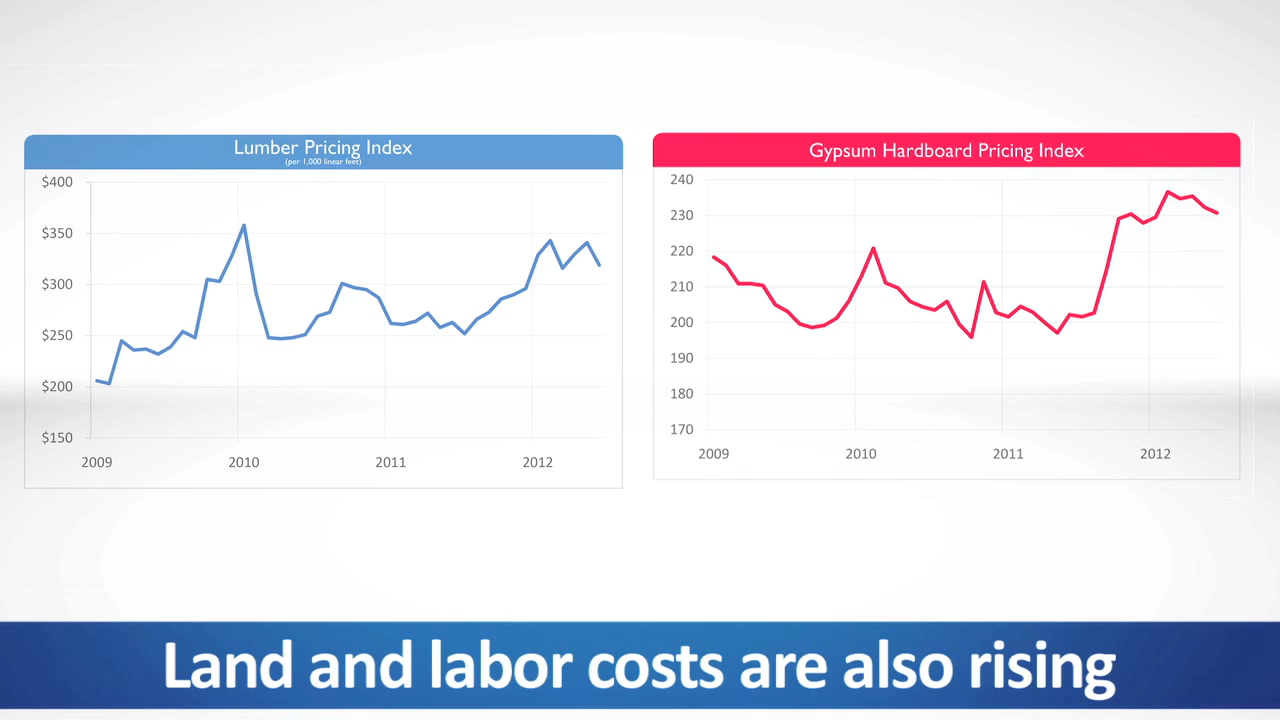 Lumber Pricing Index
(per 1,000 linear feet)
$400
$350
$300
$250
$200
$150
2009 2010 2011 2012
Gypsum Hardboard Pricing Index
240
230
220
210
200
190
180
170
2009 2010 2011 2012
Land and labor costs are also rising